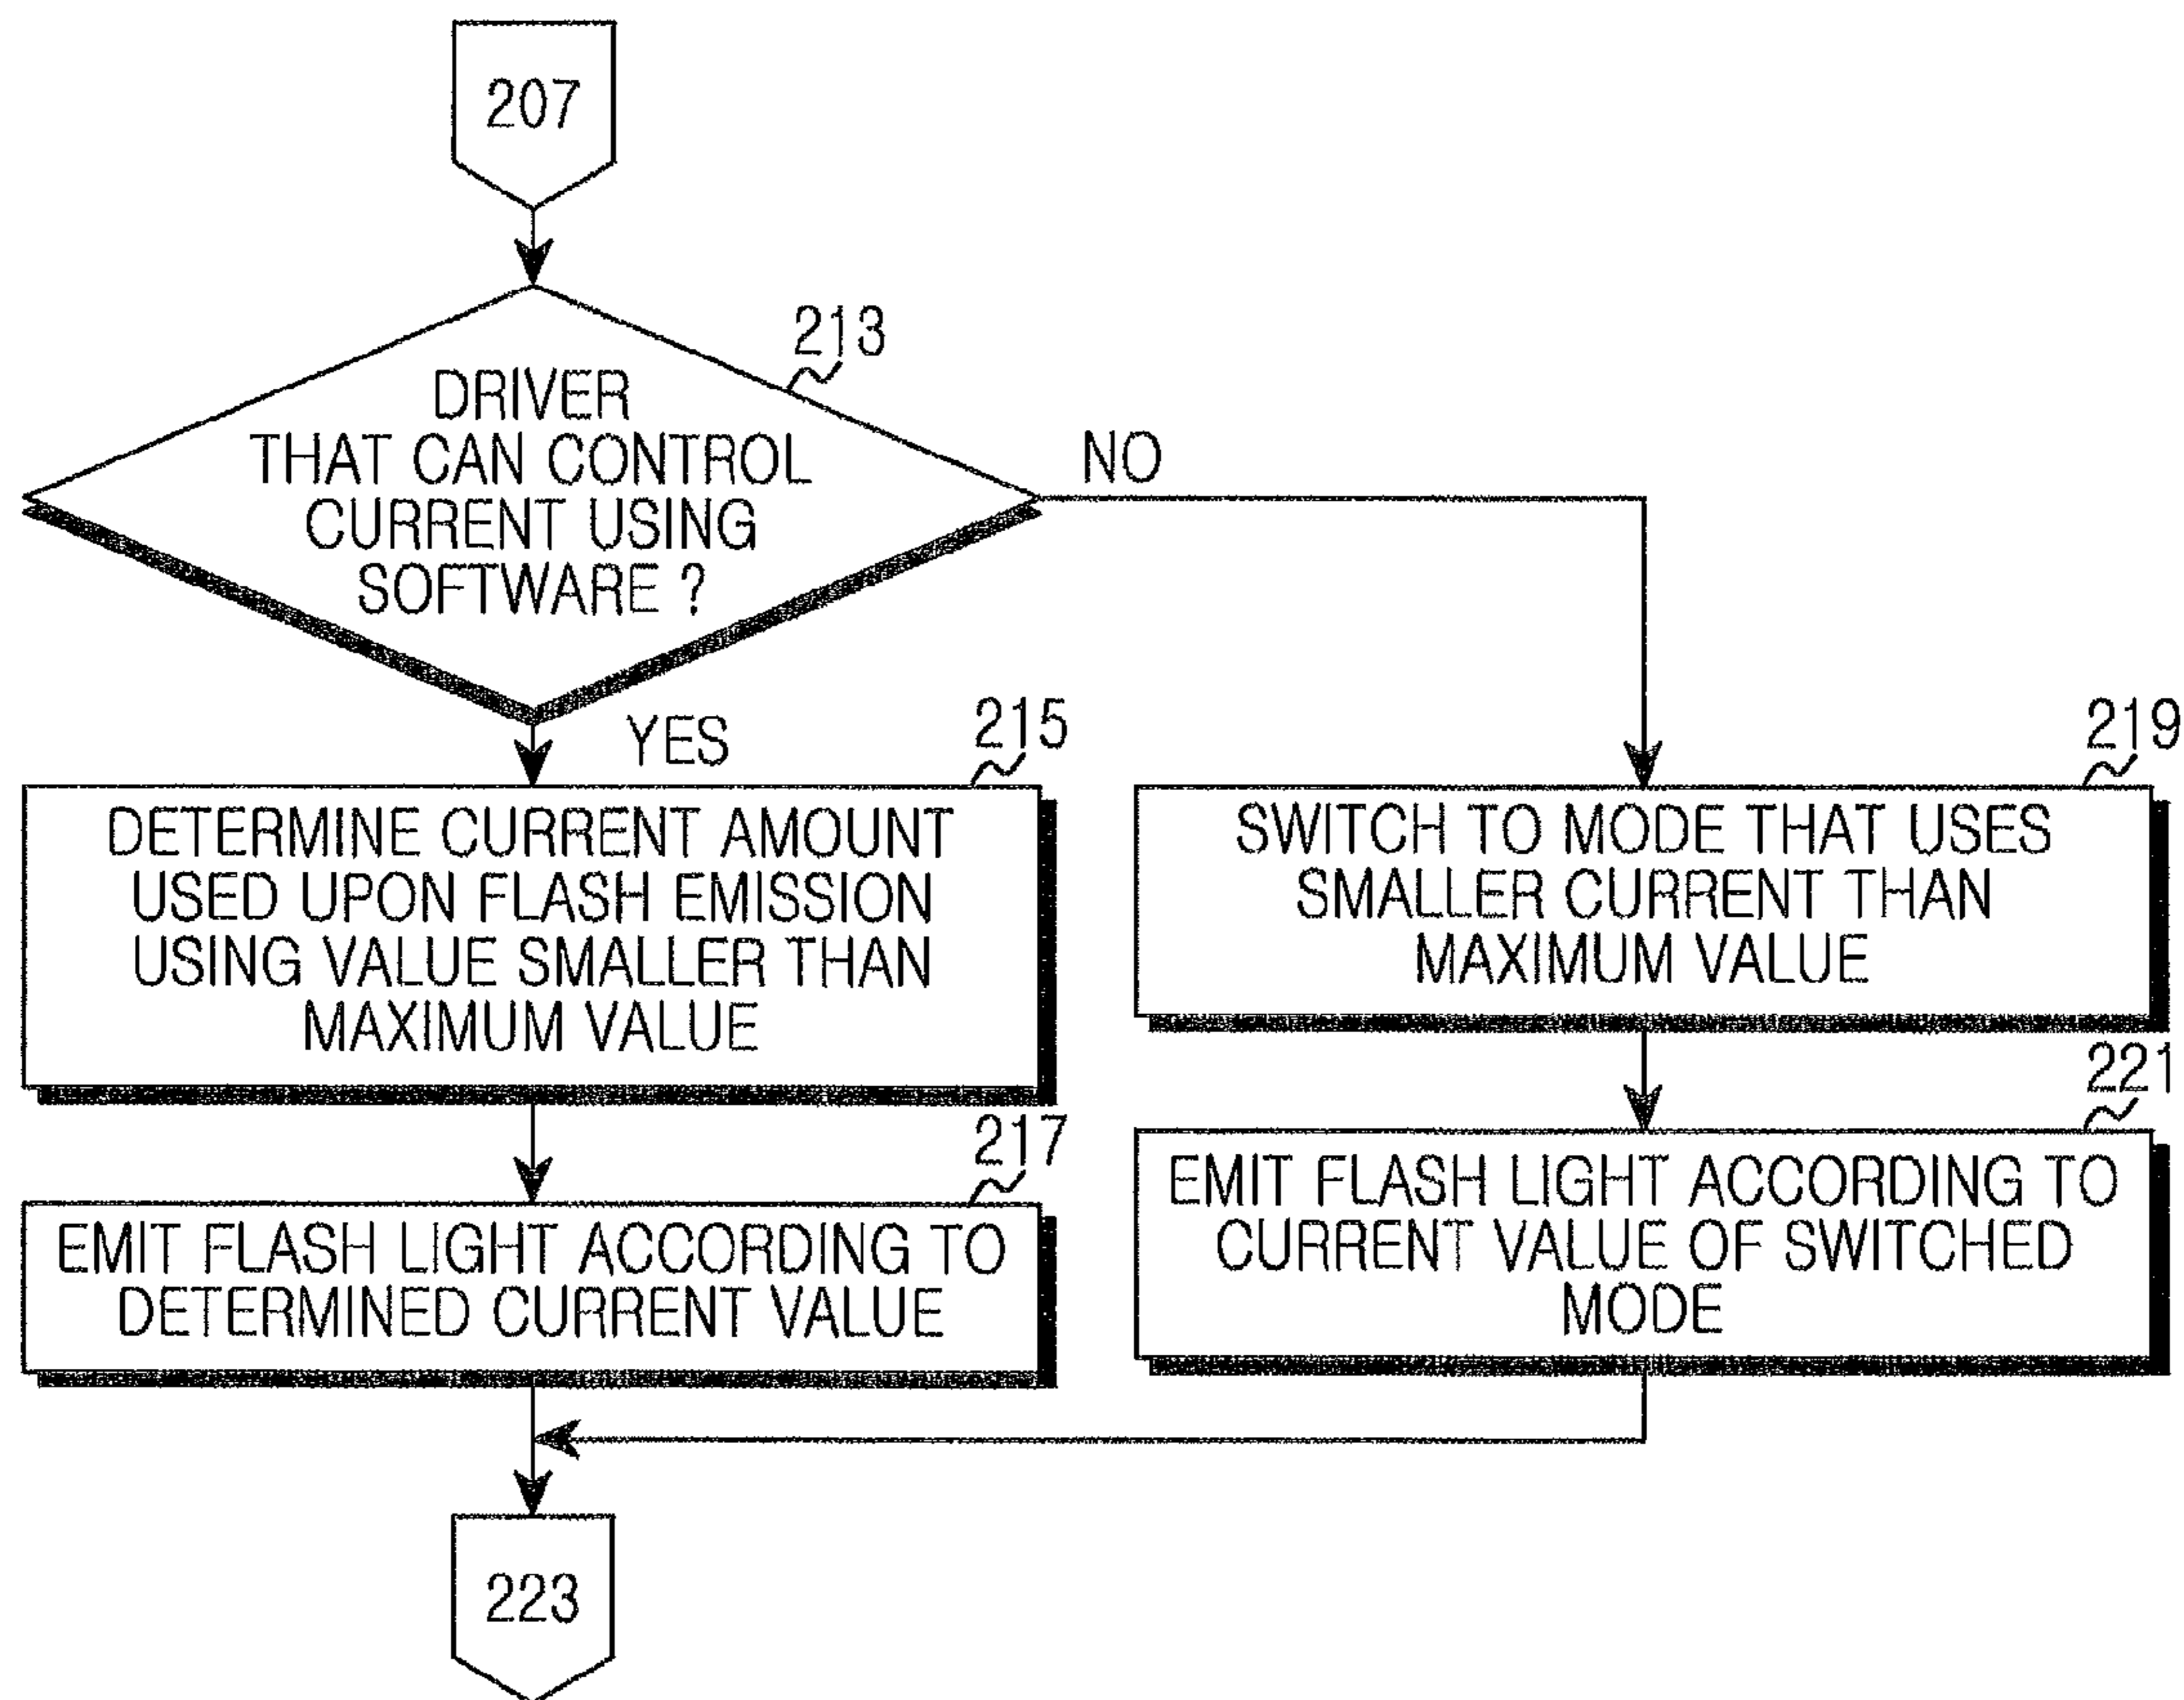 207
213
DRIVER
THAT CAN CONTROL
CURRENT USING
SOFTWARE ?
NO
YES
215
DETERMINE CURRENT AMOUNT
USED UPON FLASH EMISSION
USING VALUE SMALLER THAN
MAXIMUM VALUE
219
SWITCH TO MODE THAT USES
SMALLER CURRENT THAN
MAXIMUM VALUE
217
EMIT FLASH LIGHT ACCORDING TO
DETERMINED CURRENT VALUE
221
EMIT FLASH LIGHT ACCORDING TO
CURRENT VALUE OF SWITCHED
MODE
223